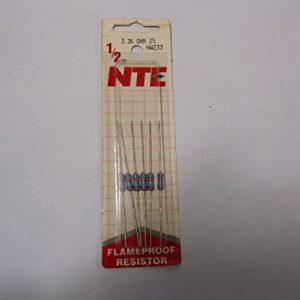 3.3K OHM 2%
1/2 W
HW233
NTE
FLAMEPROOF
RESISTOR